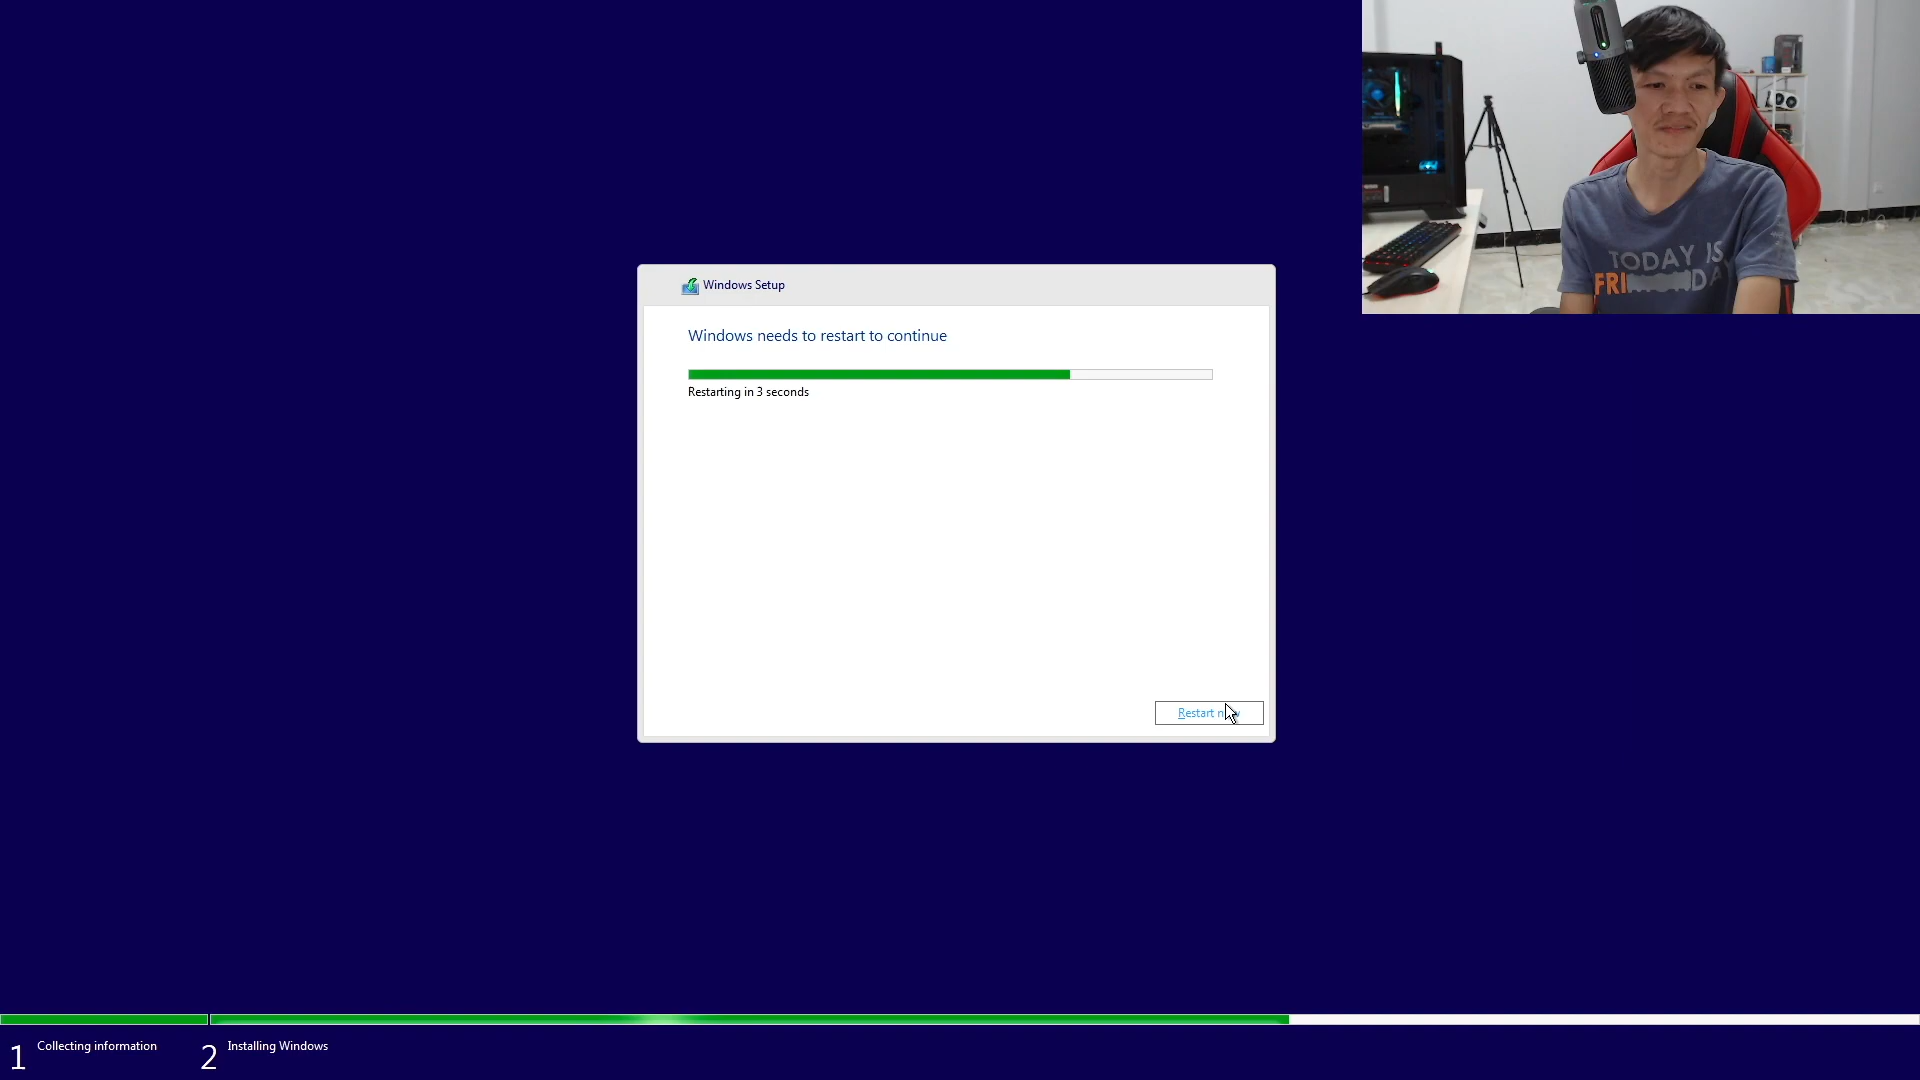 Windows Setup
Windows needs to restart to continue
Restarting in 3 seconds
Restart now
1 Collecting information
2 Installing Windows
TODAY IS